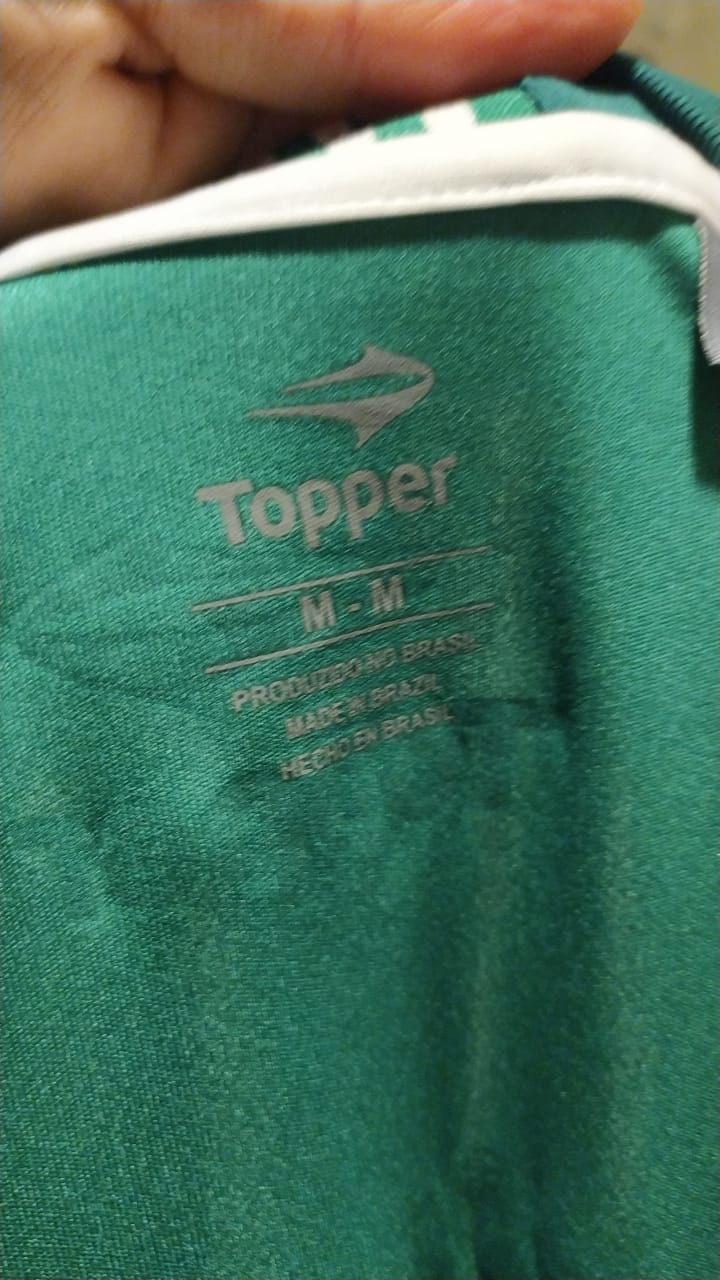 Topper
M - M
PRODUZIDO NO BRASIL
MADE IN BRAZIL
HECHO EN BRASIL